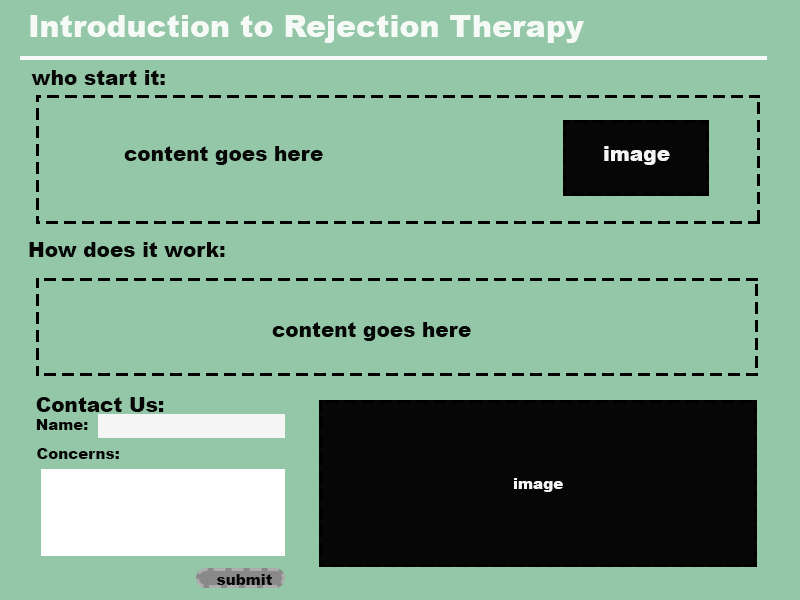 Introduction to Rejection Therapy
who start it:
content goes here
image
How does it work:
content goes here
Contact Us:
Name:
Concerns:
image
submit